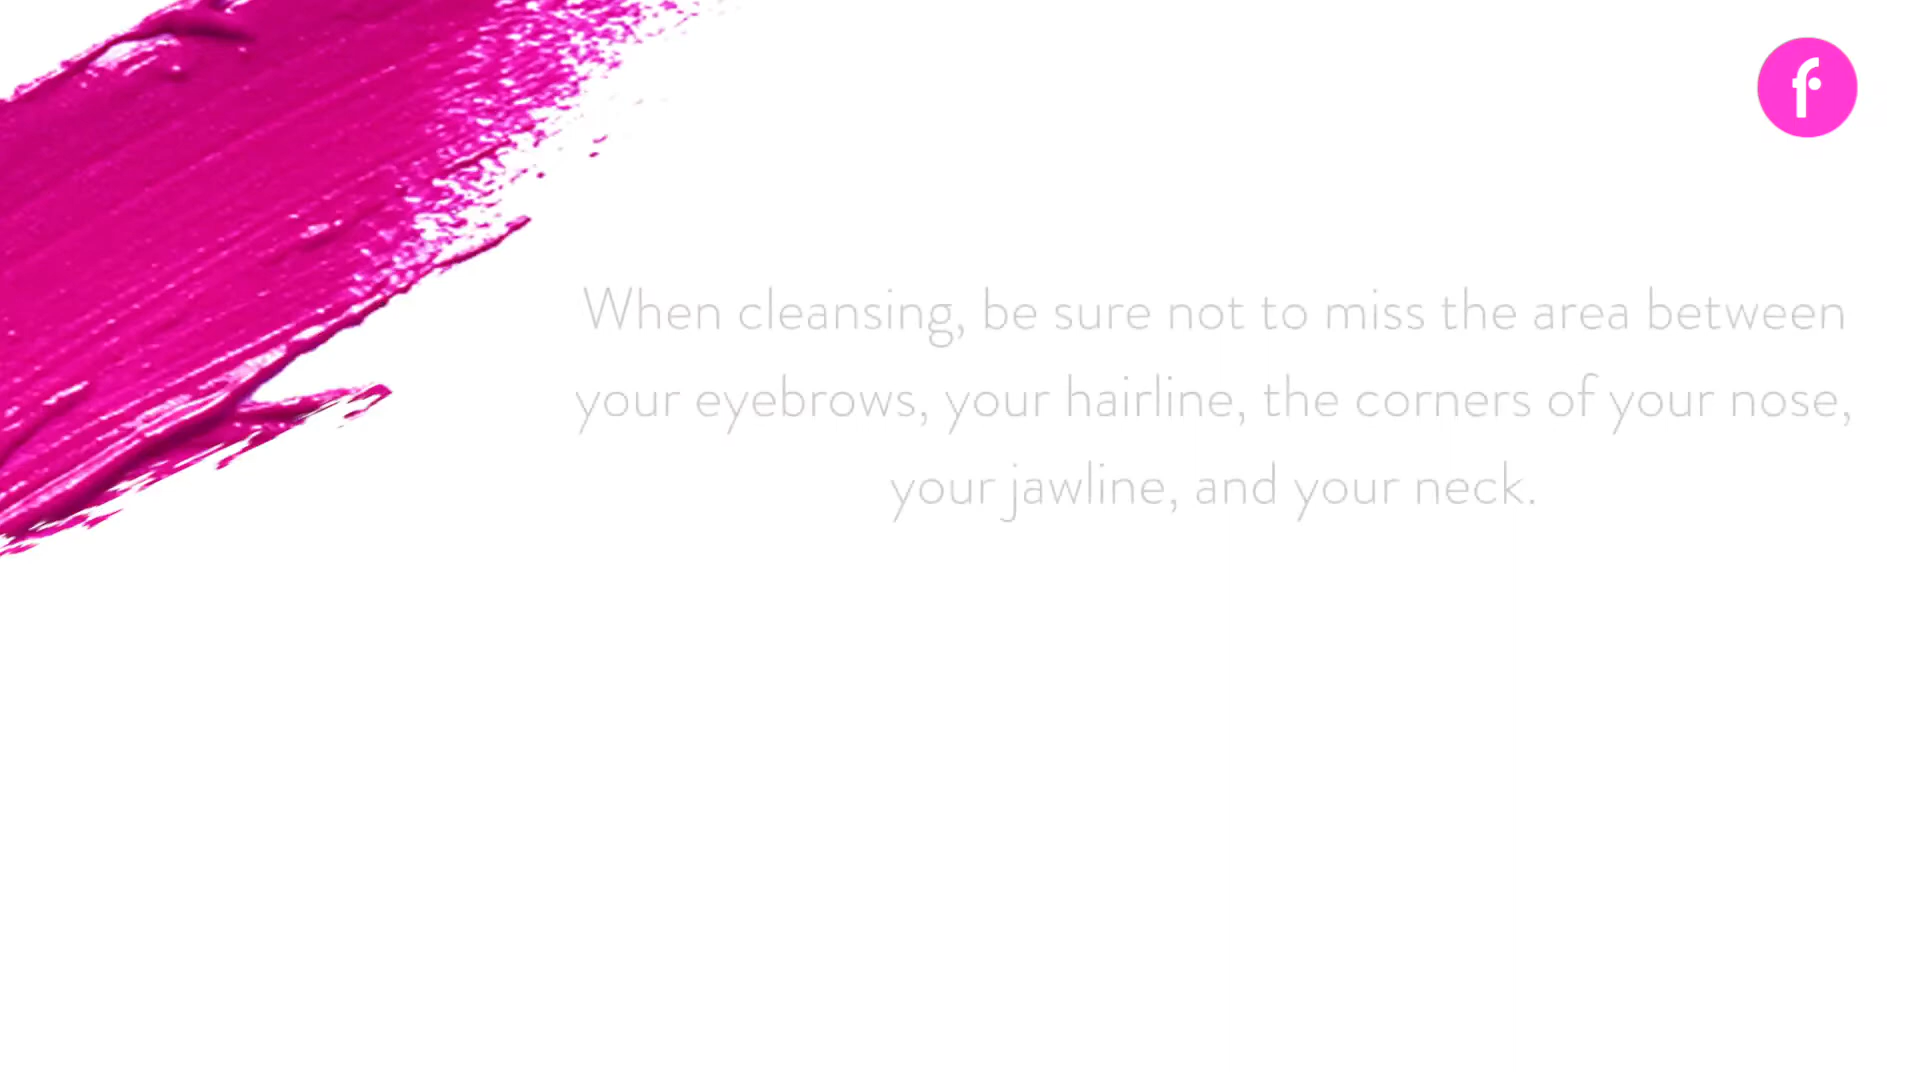 f
When cleansing, be sure not to miss the area between
your eyebrows, your hairline, the corners of your nose,
your jawline, and your neck.